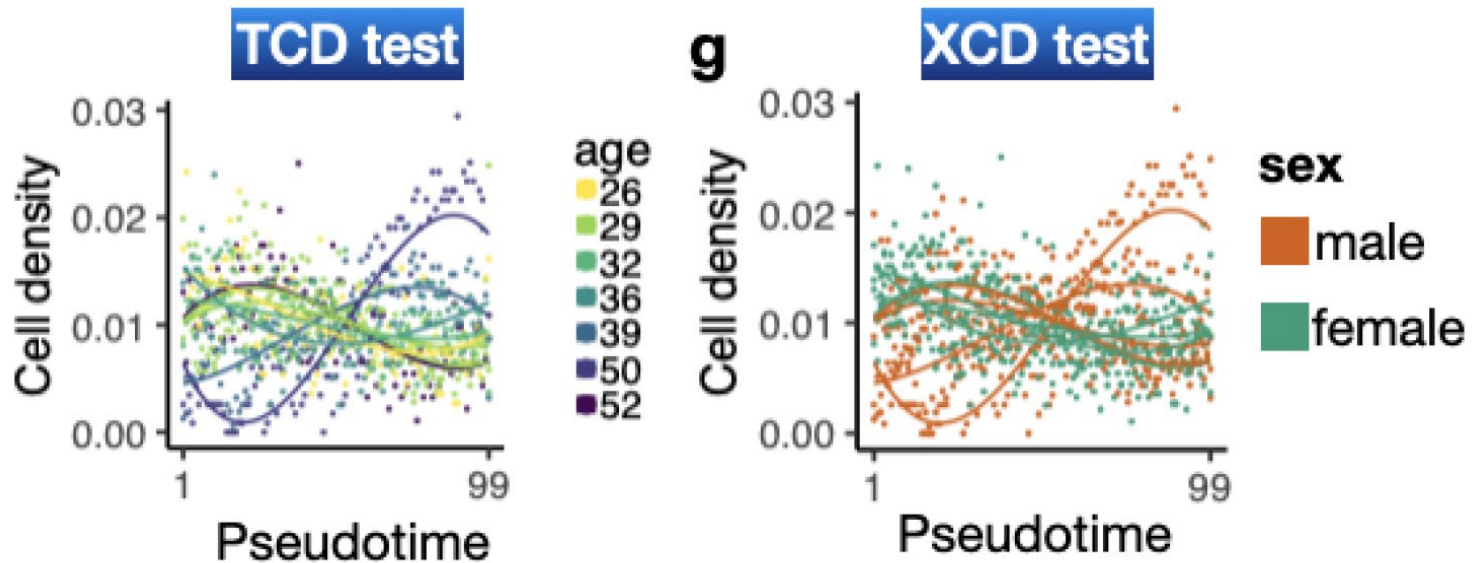 TCD test
0.03
0.02
0.01
0.00
Cell density
1
99
Pseudotime
age
26
29
32
36
39
50
52
g
XCD test
0.03
0.02
0.01
0.00
Cell density
1
99
Pseudotime
sex
male
female